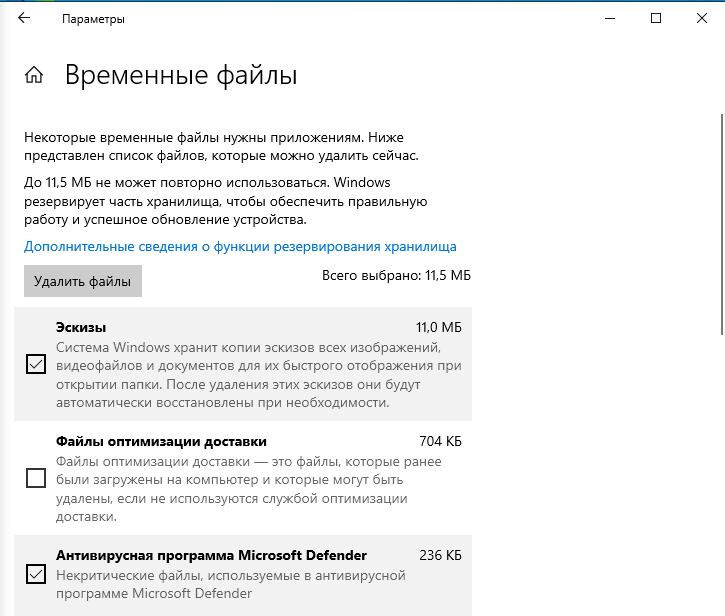 Параметры
Временные файлы
Некоторые временные файлы нужны приложениям. Ниже
представлен список файлов, которые можно удалить сейчас.
До 11,5 МБ не может повторно использоваться. Windows
резервирует часть хранилища, чтобы обеспечить правильную
работу и успешное обновление устройства.
Дополнительные сведения о функции резервирования хранилища
Удалить файлы
Всего выбрано: 11,5 МБ
Эскизы 11,0 МБ
Система Windows хранит копии эскизов всех изображений,
видеофайлов и документов для их быстрого отображения при
открытии папки. После удаления этих эскизов они будут
автоматически восстановлены при необходимости.
Файлы оптимизации доставки 704 КБ
Файлы оптимизации доставки — это файлы, которые ранее
были загружены на компьютер и которые могут быть
удалены, если не используются службой оптимизации
доставки.
Антивирусная программа Microsoft Defender 236 КБ
Некритические файлы, используемые в антивирусной
программе Microsoft Defender